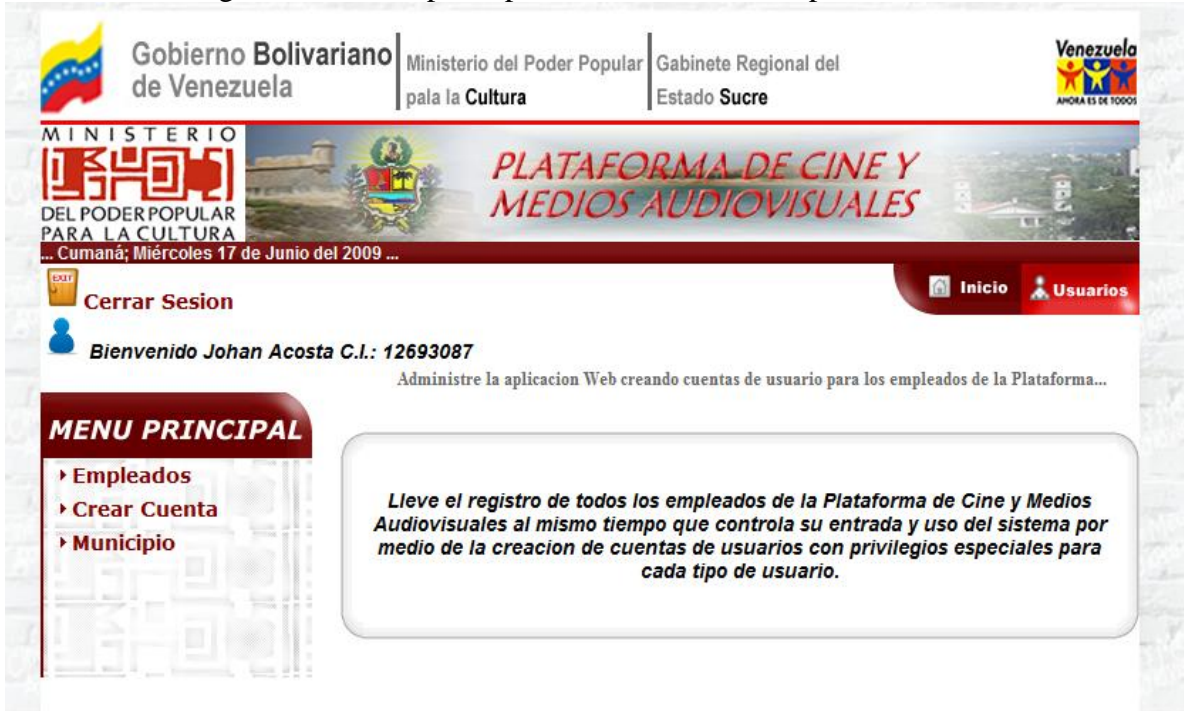 Gobierno Bolivariano
de Venezuela
Ministerio del Poder Popular
pala la Cultura
Gabinete Regional del
Estado Sucre
Venezuela
AHORA ES DE TODOS
MINISTERIO
DEL PODER POPULAR
PARA LA CULTURA
PLATAFORMA DE CINE Y
MEDIOS AUDIOVISUALES
... Cumaná; Miércoles 17 de Junio del 2009 ...
EXIT
Cerrar Sesion
Inicio
Usuarios
Bienvenido Johan Acosta C.I.: 12693087
Administre la aplicacion Web creando cuentas de usuario para los empleados de la Plataforma...
MENU PRINCIPAL
Empleados
Crear Cuenta
Municipio
Lleve el registro de todos los empleados de la Plataforma de Cine y Medios
Audiovisuales al mismo tiempo que controla su entrada y uso del sistema por
medio de la creacion de cuentas de usuarios con privilegios especiales para
cada tipo de usuario.